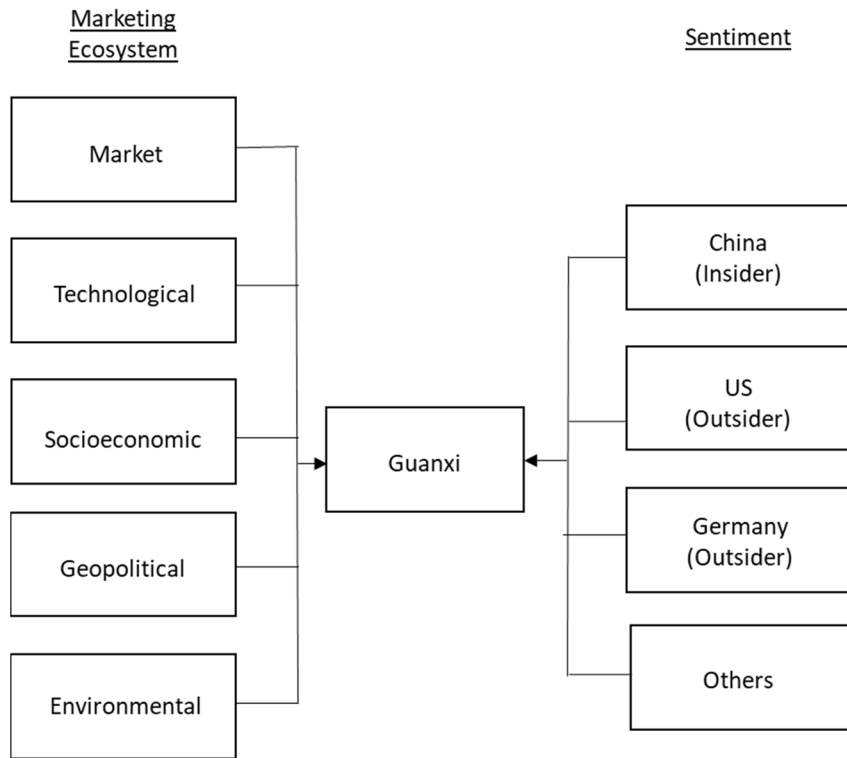 Marketing
Ecosystem
Market
Technological
Socioeconomic
Geopolitical
Environmental
Guanxi
Sentiment
China
(Insider)
US
(Outsider)
Germany
(Outsider)
Others